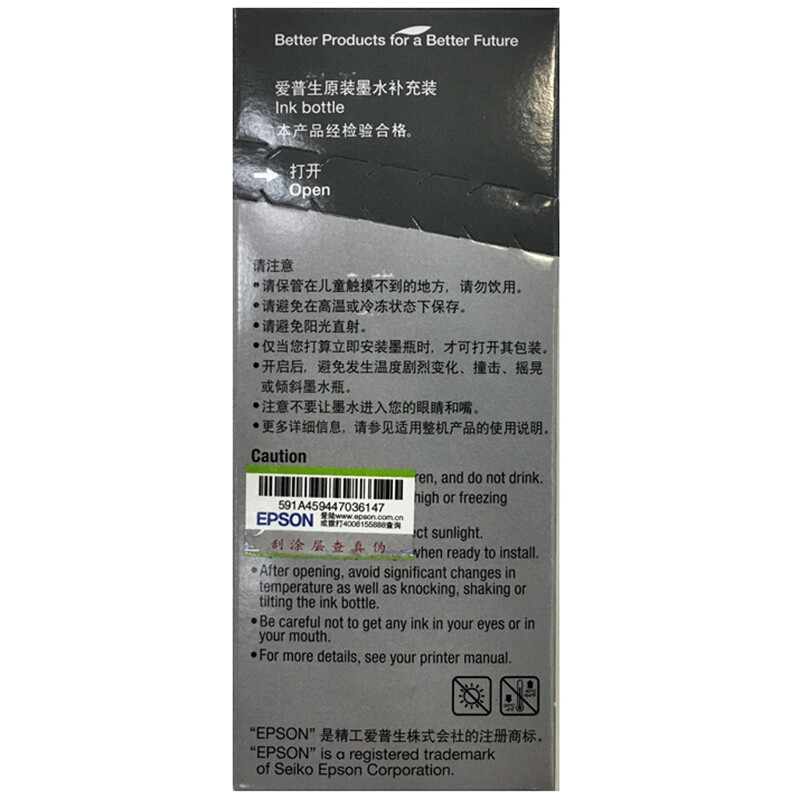 Better Products for a Better Future
爱普生原装墨水补充装
Ink bottle
本产品经检验合格。
打开
Open
请注意
•请保管在儿童触摸不到的地方，请勿饮用。
•请避免在高温或冷冻状态下保存。
•请避免阳光直射。
•仅当您打算立即安装墨瓶时，才可打开其包装。
•开启后，避免发生温度剧烈变化、撞击、摇晃
或倾斜墨水瓶。
•注意不要让墨水进入您的眼睛和嘴。
•更多详细信息，请参见适用整机产品的使用说明。
Caution
ren, and do not drink.
high or freezing
591A459447036147
EPSON 登陆www.epson.com.cn
或拨打4008155888查询
ect sunlight.
刮涂层查真伪
when ready to install.
•After opening, avoid significant changes in
temperature as well as knocking, shaking or
tilting the ink bottle.
•Be careful not to get any ink in your eyes or in
your mouth.
•For more details, see your printer manual.
“EPSON” 是精工爱普生株式会社的注册商标。
“EPSON” is a registered trademark
of Seiko Epson Corporation.